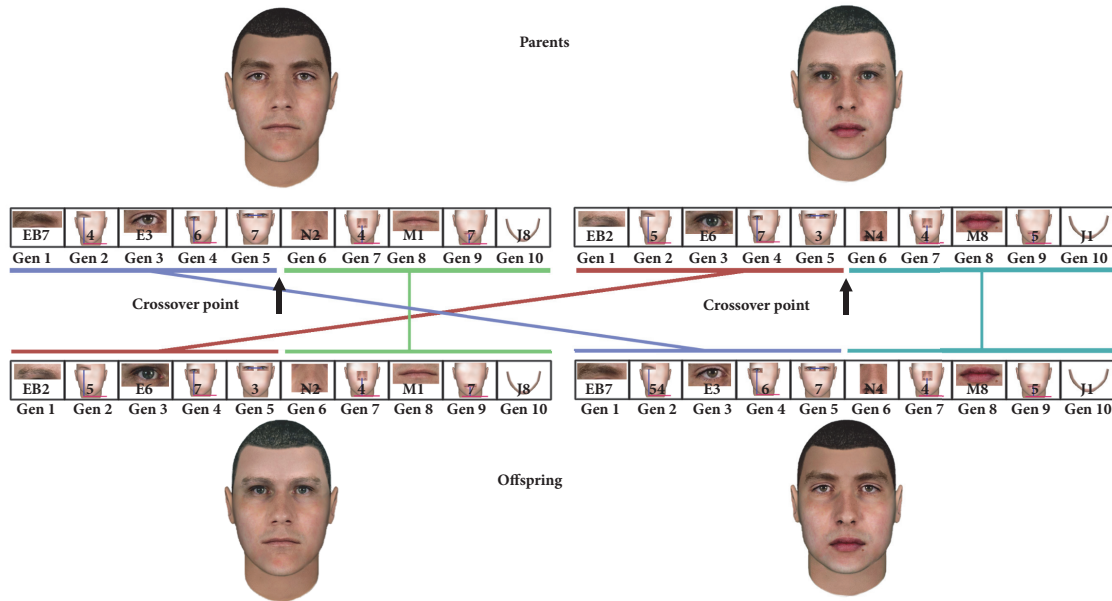 Parents
EB7 4 E3 6 7 N2 4 M1 7 J8
Gen 1 Gen 2 Gen 3 Gen 4 Gen 5 Gen 6 Gen 7 Gen 8 Gen 9 Gen 10
EB2 5 E6 7 3 N4 4 M8 5 J1
Gen 1 Gen 2 Gen 3 Gen 4 Gen 5 Gen 6 Gen 7 Gen 8 Gen 9 Gen 10
Crossover point
Crossover point
EB2 5 E6 7 3 N2 4 M1 7 J8
Gen 1 Gen 2 Gen 3 Gen 4 Gen 5 Gen 6 Gen 7 Gen 8 Gen 9 Gen 10
EB7 54 E3 6 7 N4 4 M8 5 J1
Gen 1 Gen 2 Gen 3 Gen 4 Gen 5 Gen 6 Gen 7 Gen 8 Gen 9 Gen 10
Offspring